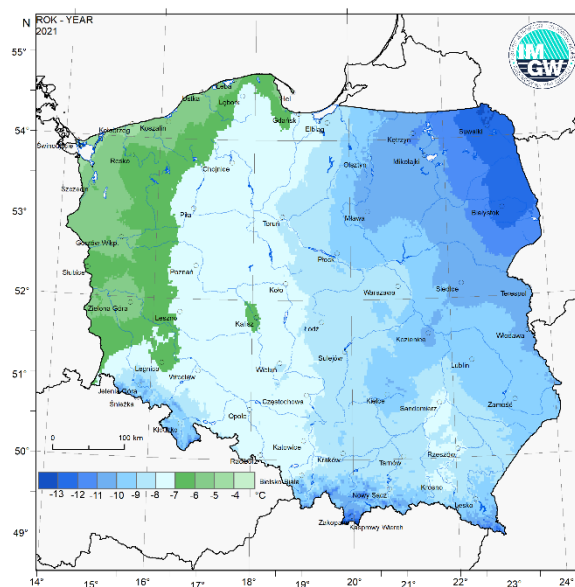 N
ROK - YEAR
2021
IM
GW
55°
Łeba
Ustka
Hel
Lębork
Kołobrzeg
Koszalin
Gdańsk
54°
Elbląg
Suwałki
Świnoujście
Kętrzyn
Resko
Chojnice
Olsztyn
Mikołajki
Szczecin
53°
Piła
Białystok
Toruń
Mława
Gorzów Wlkp.
Płock
Słubice
Poznań
Siedlce
52°
Koło
Warszawa
Terespol
Zielona Góra
Leszno
Kalisz
Łódź
Kozienice
Włodawa
Sulejów
51°
Legnica
Wrocław
Wieluń
Lublin
Jelenia Góra
Śnieżka
Częstochowa
Kielce
Sandomierz
Zamość
Opole
Kłodzko
0 100 km
50°
Katowice
Rzeszów
Racibórz
Kraków
Tarnów
-13 -12 -11 -10 -9 -8 -7 -6 -5 -4 °C
Bielsko-Biała
Nowy Sącz
Krosno
Lesko
Zakopane
Kasprowy Wierch
49°
14° 15° 16° 17° 18° 19° 20° 21° 22° 23° 24°